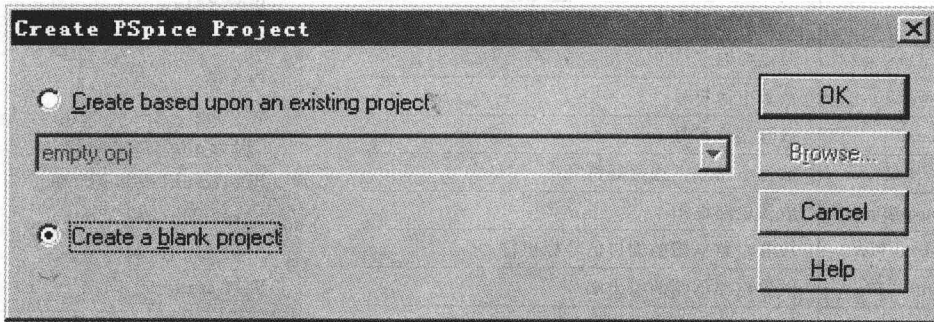 Create PSpice Project
Create based upon an existing project
OK
empty.opj
Browse...
Create a blank project
Cancel
Help